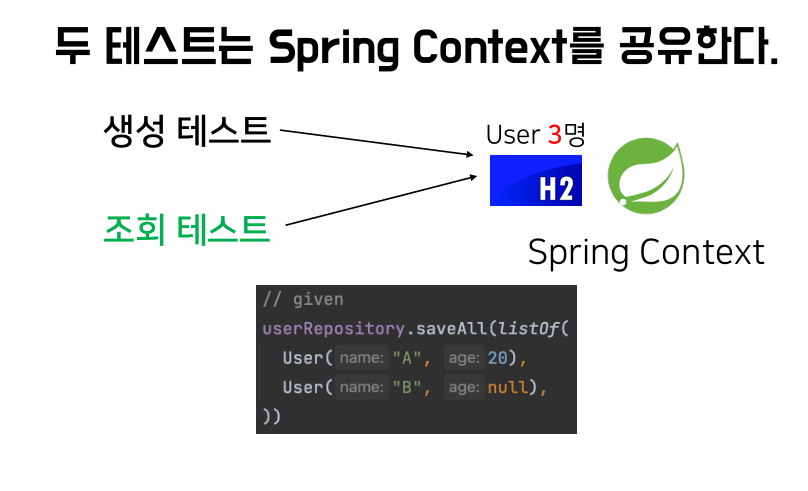 두 테스트는 Spring Context를 공유한다.
생성 테스트
User 3명
H2
조회 테스트
Spring Context
// given
userRepository.saveAll(listOf(
User( name: "A", age: 20),
User( name: "B", age: null),
))